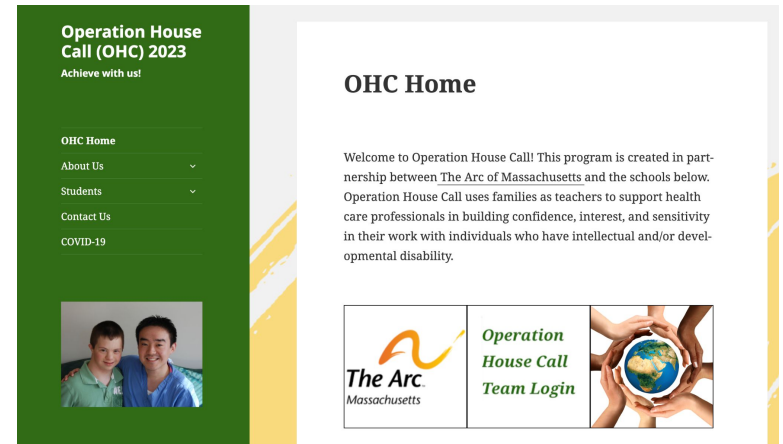 Operation House
Call (OHC) 2023
Achieve with us!
OHC Home
About Us
Students
Contact Us
COVID-19
OHC Home
Welcome to Operation House Call! This program is created in part-
nership between The Arc of Massachusetts and the schools below.
Operation House Call uses families as teachers to support health
care professionals in building confidence, interest, and sensitivity
in their work with individuals who have intellectual and/or devel-
opmental disability.
The Arc
Massachusetts
Operation
House Call
Team Login